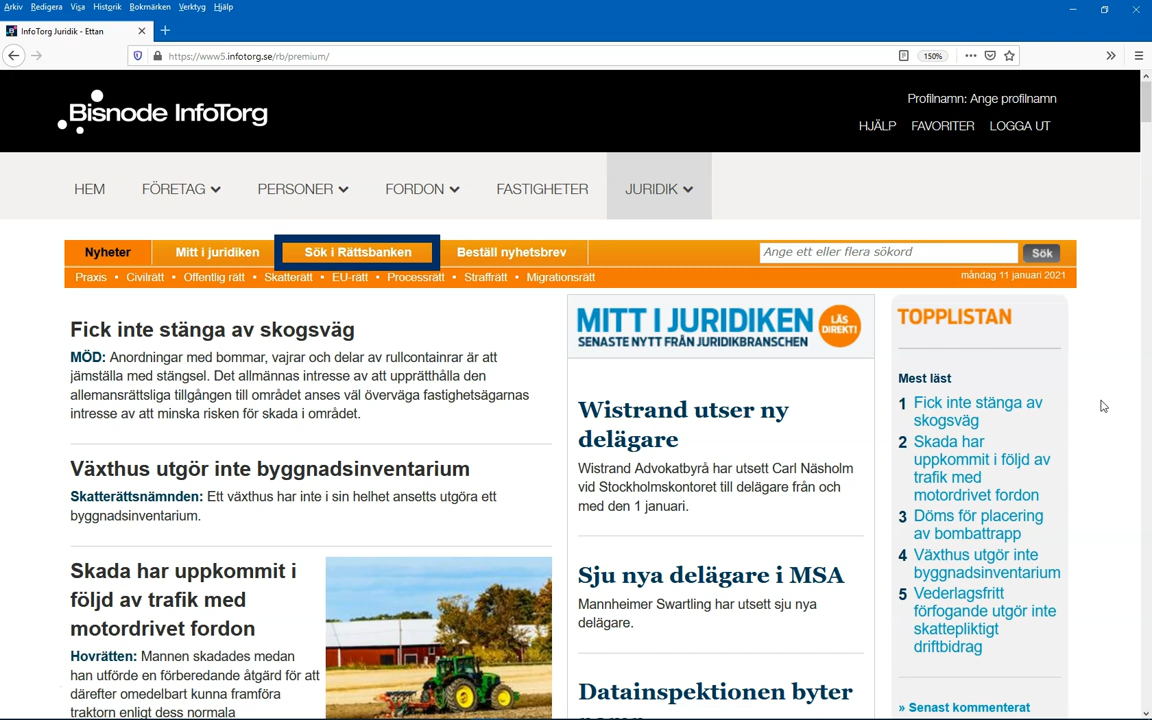 Arkiv Redigera Visa Historik Bokmärken Verktyg Hjälp
InfoTorg Juridik - Ettan
https://www5.infotorg.se/rb/premium/
150%
Bisnode InfoTorg
Profilnamn: Ange profilnamn
HJÄLP FAVORITER LOGGA UT
HEM FÖRETAG PERSONER FORDON FASTIGHETER JURIDIK
Nyheter Mitt i juridiken Sök i Rättsbanken Beställ nyhetsbrev Ange ett eller flera sökord Sök
Praxis • Civilrätt • Offentlig rätt • Skatterätt • EU-rätt • Processrätt • Straffrätt • Migrationsrätt måndag 11 januari 2021
Fick inte stänga av skogsväg
MÖD: Anordningar med bommar, vajrar och delar av rullcontainrar är att
jämställa med stängsel. Det allmännas intresse av att upprätthålla den
allemansrättsliga tillgången till området anses väl överväga fastighetsägarnas
intresse av att minska risken för skada i området.
Växthus utgör inte byggnadsinventarium
Skatterättsnämnden: Ett växthus har inte i sin helhet ansetts utgöra ett
byggnadsinventarium.
Skada har uppkommit i
följd av trafik med
motordrivet fordon
Hovrätten: Mannen skadades medan
han utförde en förberedande åtgärd för att
därefter omedelbart kunna framföra
traktorn enligt dess normala
MITT I JURIDIKEN
SENASTE NYTT FRÅN JURIDIKBRANSCHEN
LÄS
DIREKT!
Wistrand utser ny
delägare
Wistrand Advokatbyrå har utsett Carl Näsholm
vid Stockholmskontoret till delägare från och
med den 1 januari.
Sju nya delägare i MSA
Mannheimer Swartling har utsett sju nya
delägare.
Datainspektionen byter
TOPPLISTAN
Mest läst
1 Fick inte stänga av
skogsväg
2 Skada har
uppkommit i följd av
trafik med
motordrivet fordon
3 Döms för placering
av bombattrapp
4 Växthus utgör inte
byggnadsinventarium
5 Vederlagsfritt
förfogande utgör inte
skattepliktigt
driftbidrag
» Senast kommenterat